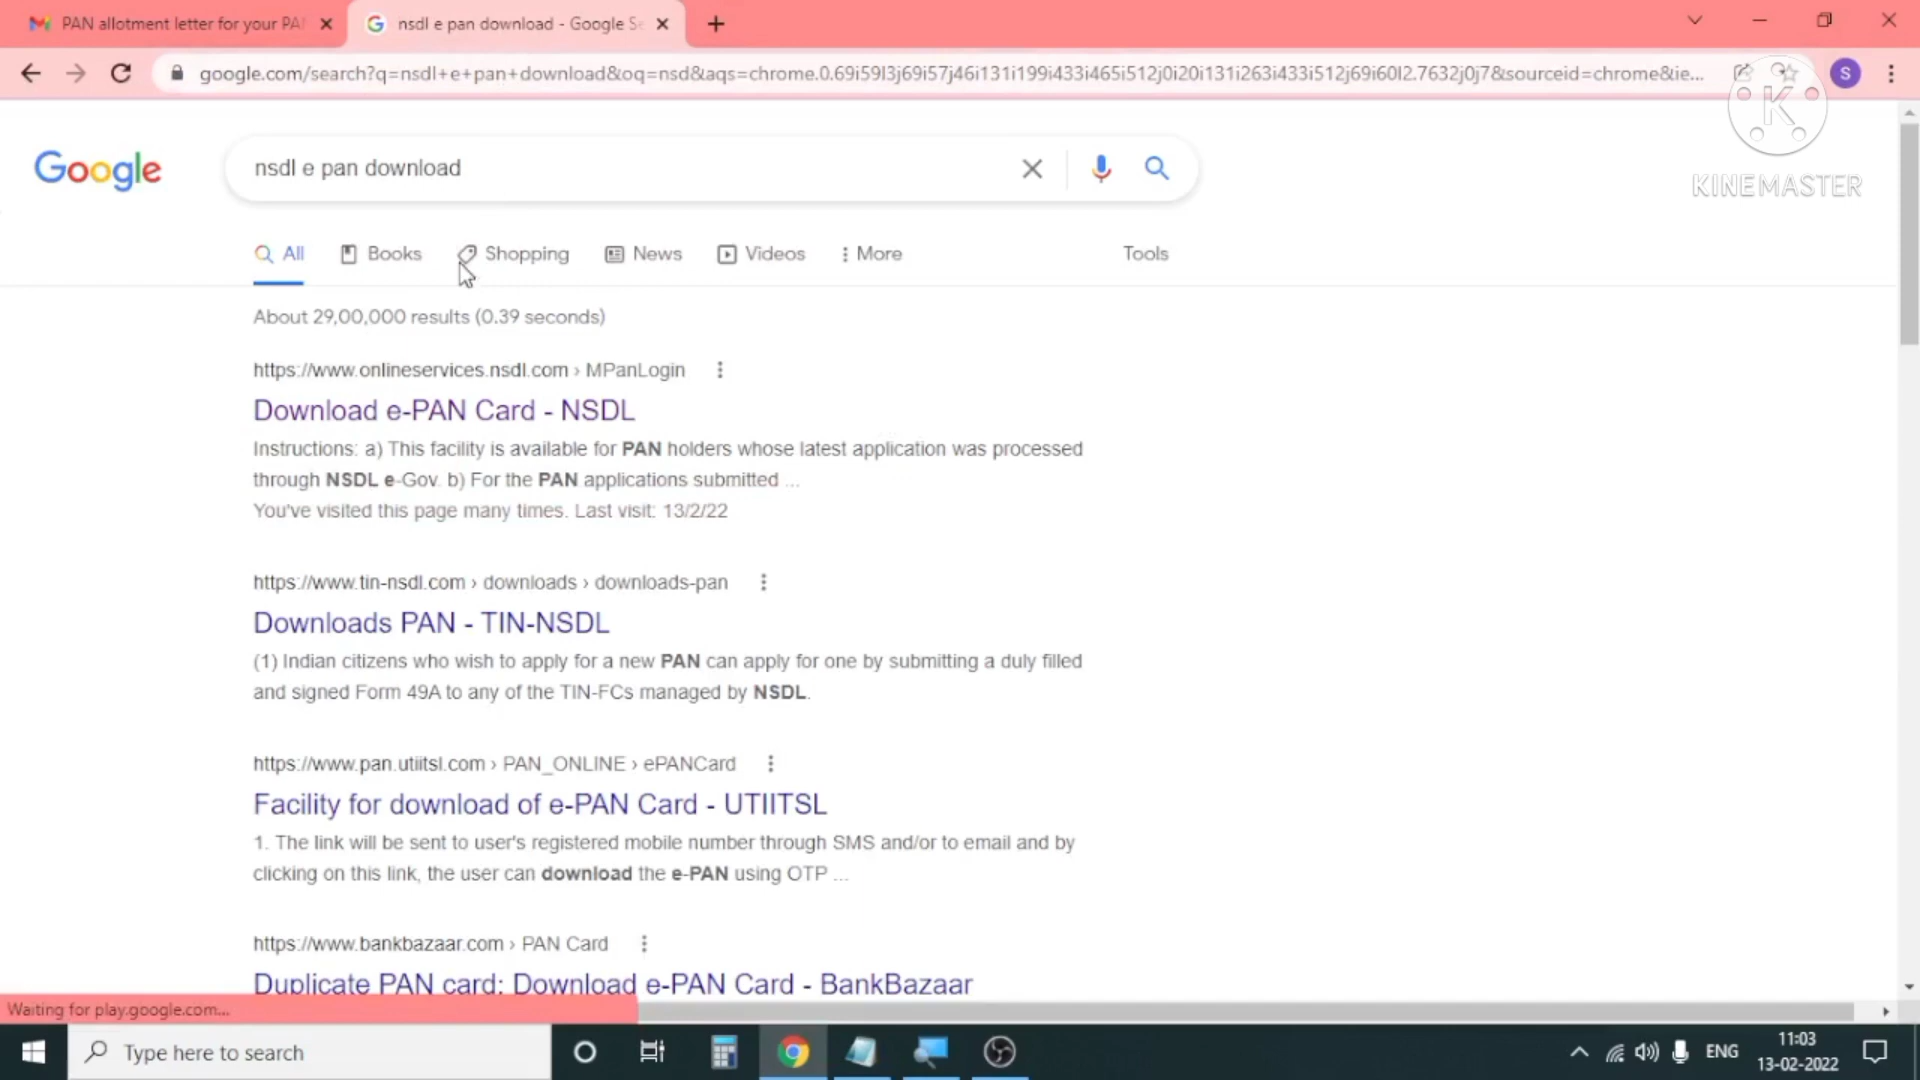 PAN allotment letter for your PA
nsdl e pan download - Google Se
google.com/search?q=nsdl+e+pan+download&oq=nsd&aqs=chrome.0.69i59l3j69i57j46i131i199i433i465i512j0i20i131i263i433i512j69i60l2.7632j0j7&sourceid=chrome&ie...
S
K
KINEMASTER
Google
nsdl e pan download
All
Books
Shopping
News
Videos
More
Tools
About 29,00,000 results (0.39 seconds)
https://www.onlineservices.nsdl.com › MPanLogin
Download e-PAN Card - NSDL
Instructions: a) This facility is available for PAN holders whose latest application was processed
through NSDL e-Gov. b) For the PAN applications submitted ...
You've visited this page many times. Last visit: 13/2/22
https://www.tin-nsdl.com › downloads › downloads-pan
Downloads PAN - TIN-NSDL
(1) Indian citizens who wish to apply for a new PAN can apply for one by submitting a duly filled
and signed Form 49A to any of the TIN-FCs managed by NSDL.
https://www.pan.utiitsl.com › PAN_ONLINE › ePANCard
Facility for download of e-PAN Card - UTIITSL
1. The link will be sent to user's registered mobile number through SMS and/or to email and by
clicking on this link, the user can download the e-PAN using OTP ...
https://www.bankbazaar.com › PAN Card
Duplicate PAN card: Download e-PAN Card - BankBazaar
Waiting for play.google.com...
Type here to search
ENG
11:03
13-02-2022